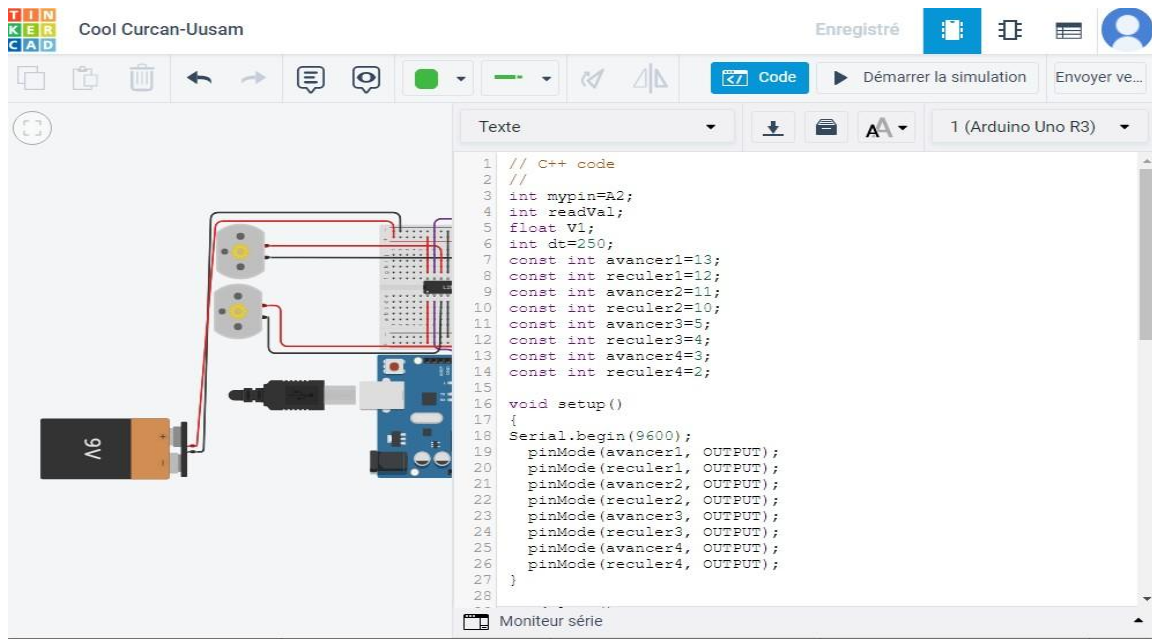 TIN
KER
CAD
Cool Curcan-Uusam
Enregistré
Code
Démarrer la simulation
Envoyer ve...
Texte
AA
1 (Arduino Uno R3)
1 // C++ code
2 //
3 int mypin=A2;
4 int readVal;
5 float V1;
6 int dt=250;
7 const int avancer1=13;
8 const int reculer1=12;
9 const int avancer2=11;
10 const int reculer2=10;
11 const int avancer3=5;
12 const int reculer3=4;
13 const int avancer4=3;
14 const int reculer4=2;
15
16 void setup()
17 {
18 Serial.begin(9600);
19 pinMode(avancer1, OUTPUT);
20 pinMode(reculer1, OUTPUT);
21 pinMode(avancer2, OUTPUT);
22 pinMode(reculer2, OUTPUT);
23 pinMode(avancer3, OUTPUT);
24 pinMode(reculer3, OUTPUT);
25 pinMode(avancer4, OUTPUT);
26 pinMode(reculer4, OUTPUT);
27 }
28
9V
+
-
Moniteur série